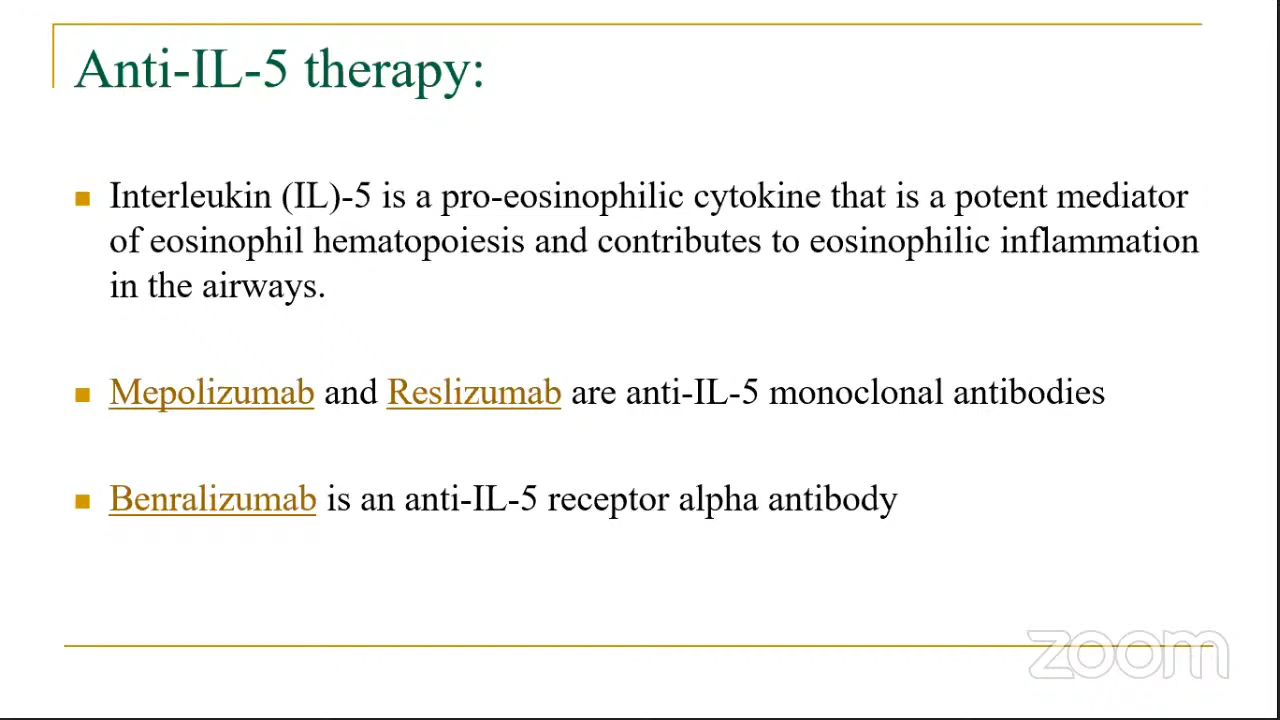 Anti-IL-5 therapy:
Interleukin (IL)-5 is a pro-eosinophilic cytokine that is a potent mediator
of eosinophil hematopoiesis and contributes to eosinophilic inflammation
in the airways.
Mepolizumab and Reslizumab are anti-IL-5 monoclonal antibodies
Benralizumab is an anti-IL-5 receptor alpha antibody
zoom